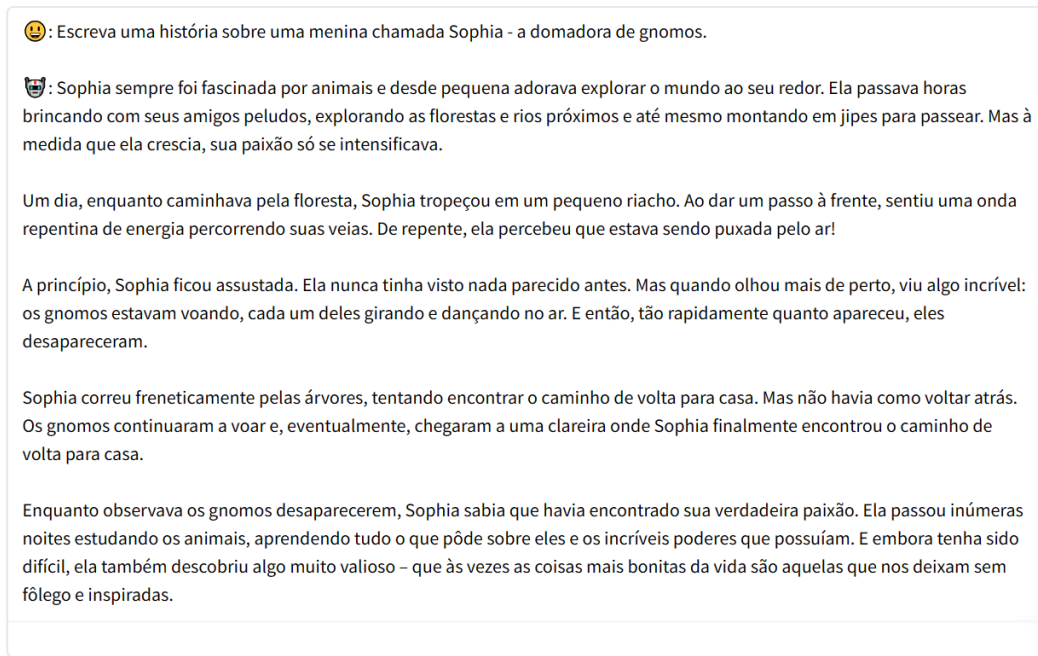 😃: Escreva uma história sobre uma menina chamada Sophia - a domadora de gnomos.
🤖: Sophia sempre foi fascinada por animais e desde pequena adorava explorar o mundo ao seu redor. Ela passava horas
brincando com seus amigos peludos, explorando as florestas e rios próximos e até mesmo montando em jipes para passear. Mas à
medida que ela crescia, sua paixão só se intensificava.
Um dia, enquanto caminhava pela floresta, Sophia tropeçou em um pequeno riacho. Ao dar um passo à frente, sentiu uma onda
repentina de energia percorrendo suas veias. De repente, ela percebeu que estava sendo puxada pelo ar!
A princípio, Sophia ficou assustada. Ela nunca tinha visto nada parecido antes. Mas quando olhou mais de perto, viu algo incrível:
os gnomos estavam voando, cada um deles girando e dançando no ar. E então, tão rapidamente quanto apareceu, eles
desapareceram.
Sophia correu freneticamente pelas árvores, tentando encontrar o caminho de volta para casa. Mas não havia como voltar atrás.
Os gnomos continuaram a voar e, eventualmente, chegaram a uma clareira onde Sophia finalmente encontrou o caminho de
volta para casa.
Enquanto observava os gnomos desaparecerem, Sophia sabia que havia encontrado sua verdadeira paixão. Ela passou inúmeras
noites estudando os animais, aprendendo tudo o que pôde sobre eles e os incríveis poderes que possuíam. E embora tenha sido
difícil, ela também descobriu algo muito valioso – que às vezes as coisas mais bonitas da vida são aquelas que nos deixam sem
fôlego e inspiradas.